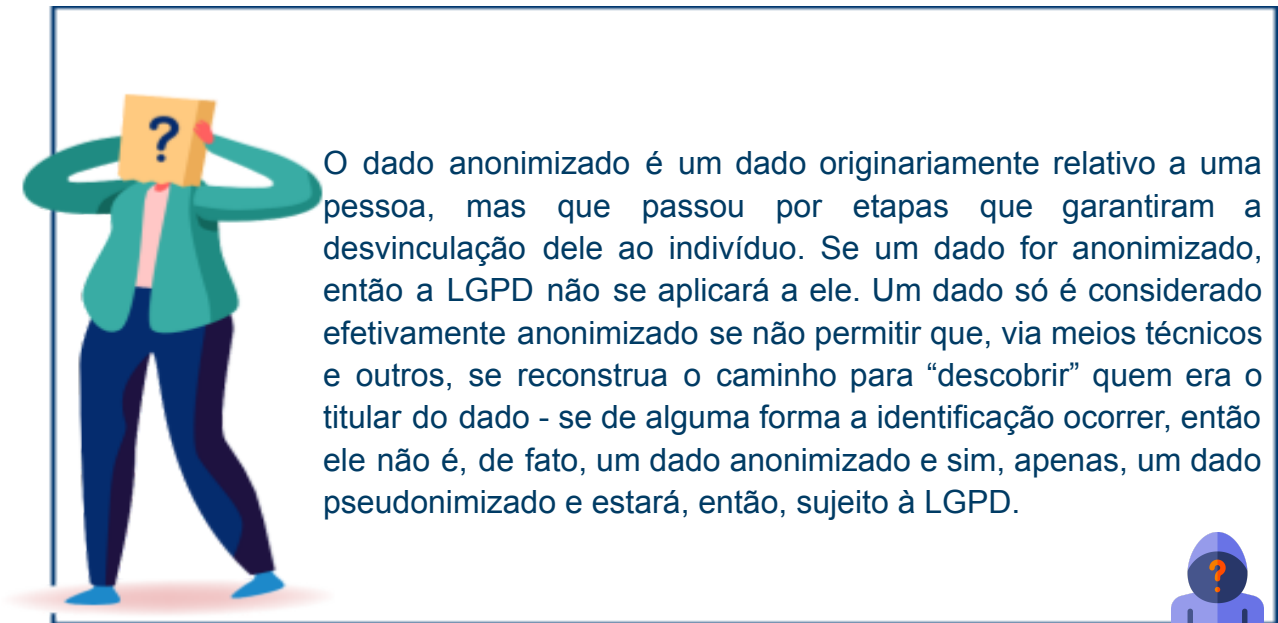 ?
O dado anonimizado é um dado originariamente relativo a uma
pessoa, mas que passou por etapas que garantiram a
desvinculação dele ao indivíduo. Se um dado for anonimizado,
então a LGPD não se aplicará a ele. Um dado só é considerado
efetivamente anonimizado se não permitir que, via meios técnicos
e outros, se reconstrua o caminho para “descobrir” quem era o
titular do dado - se de alguma forma a identificação ocorrer, então
ele não é, de fato, um dado anonimizado e sim, apenas, um dado
pseudonimizado e estará, então, sujeito à LGPD.
?